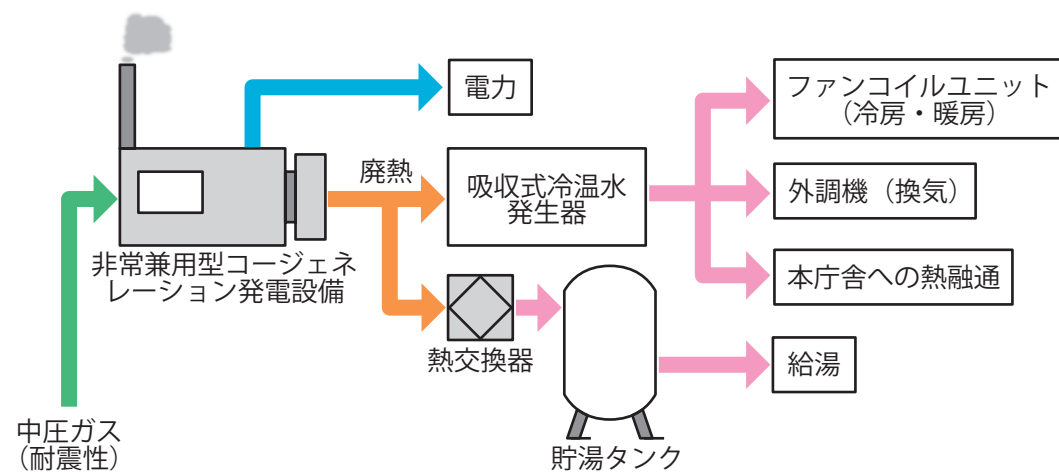 電力
ファンコイルユニット
（冷房・暖房）
廃熱
吸収式冷温水
発生器
外調機（換気）
非常兼用型コージェネ
レーション発電設備
本庁舎への熱融通
熱交換器
給湯
中圧ガス
（耐震性）
貯湯タンク